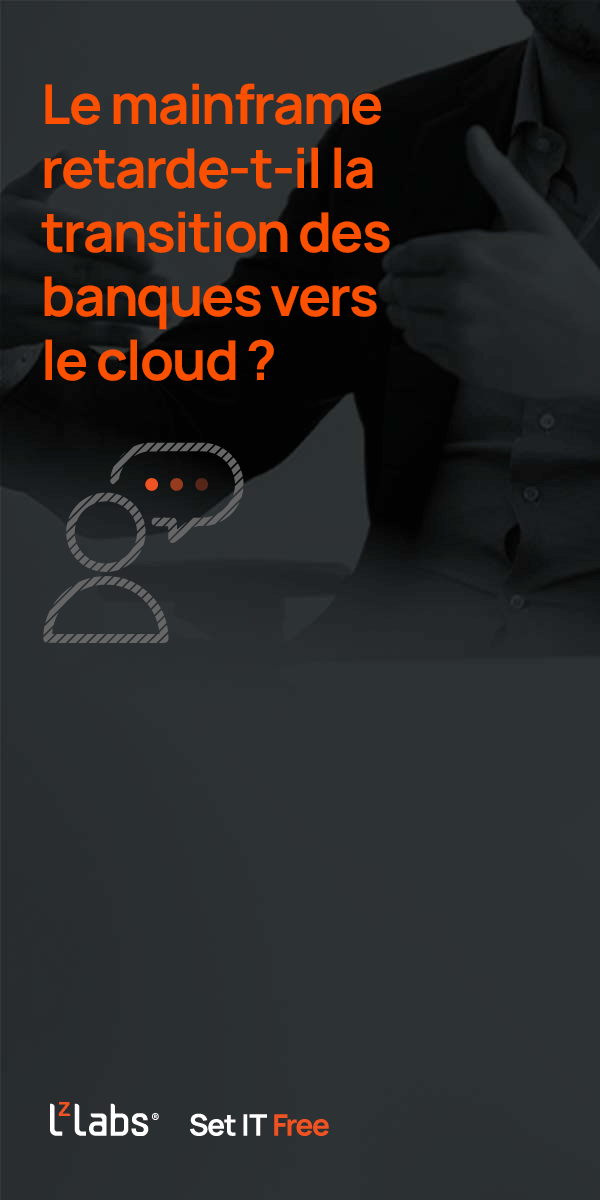 Le mainframe
retarde-t-il la
transition des
banques vers
le cloud ?
LzLabs® Set IT Free